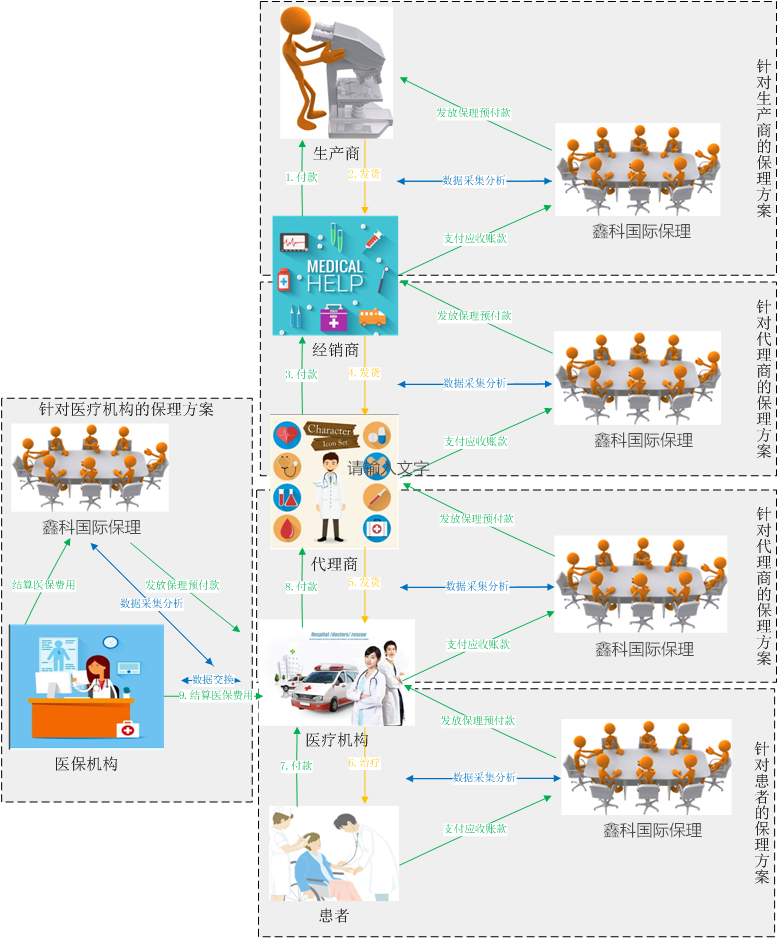 针对生产商的保理方案
发放保理预付款
生产商
1.付款
2.发货
数据采集分析
鑫科国际保理
支付应收账款
MEDICAL
HELP
针对代理商的保理方案
发放保理预付款
经销商
3.付款
4.发货
数据采集分析
鑫科国际保理
支付应收账款
Character
Icon Set
请输入文字
针对医疗机构的保理方案
鑫科国际保理
结算医保费用
发放保理预付款
数据采集分析
数据交换
9.结算医保费用
医保机构
针对代理商的保理方案
发放保理预付款
代理商
8.付款
5.发货
数据采集分析
鑫科国际保理
支付应收账款
Hospital /doctors/ rescue
针对患者的保理方案
发放保理预付款
医疗机构
7.付款
6.治疗
数据采集分析
鑫科国际保理
支付应收账款
患者